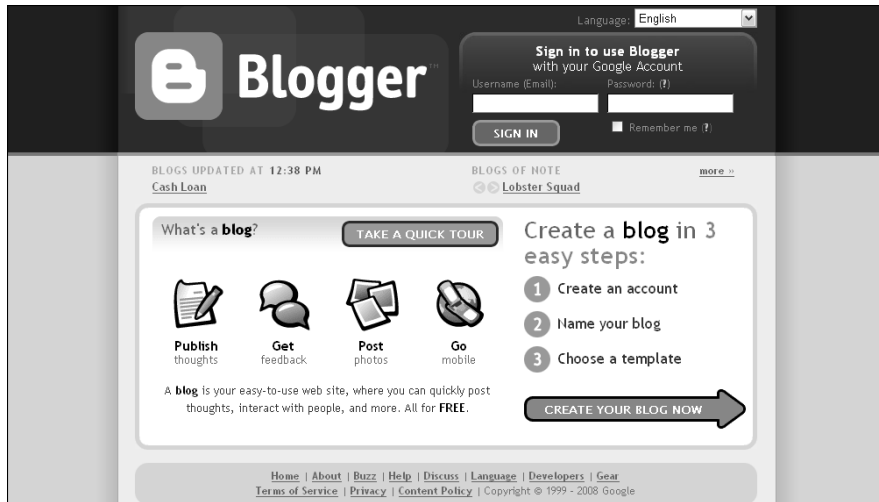 Language: English
Blogger™
Sign in to use Blogger
with your Google Account
Username (Email): Password: (?)
SIGN IN Remember me (?)
BLOGS UPDATED AT 12:38 PM
Cash Loan
BLOGS OF NOTE more »
Lobster Squad
What's a blog? TAKE A QUICK TOUR
Publish
thoughts
Get
feedback
Post
photos
Go
mobile
A blog is your easy-to-use web site, where you can quickly post
thoughts, interact with people, and more. All for FREE.
Create a blog in 3
easy steps:
1 Create an account
2 Name your blog
3 Choose a template
CREATE YOUR BLOG NOW
Home | About | Buzz | Help | Discuss | Language | Developers | Gear
Terms of Service | Privacy | Content Policy | Copyright © 1999 - 2008 Google